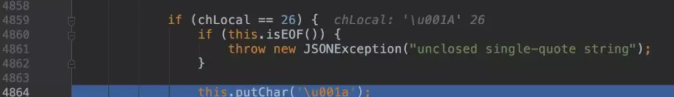 4858
4859 if (chLocal == 26) { chLocal: '\u001A' 26
4860 if (this.isEOF()) {
4861 throw new JSONException("unclosed single-quote string");
4862 }
4863
4864 this.putChar('\u001a');